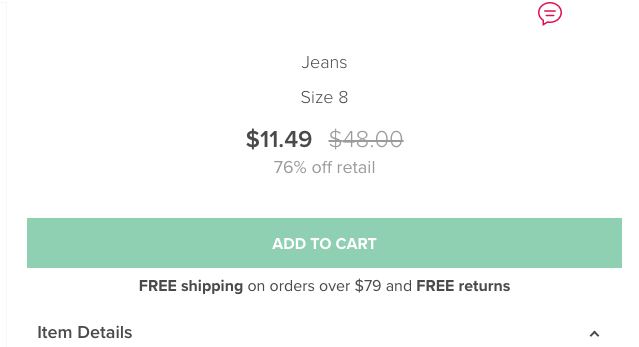 Jeans
Size 8
$11.49 $48.00
76% off retail
ADD TO CART
FREE shipping on orders over $79 and FREE returns
Item Details